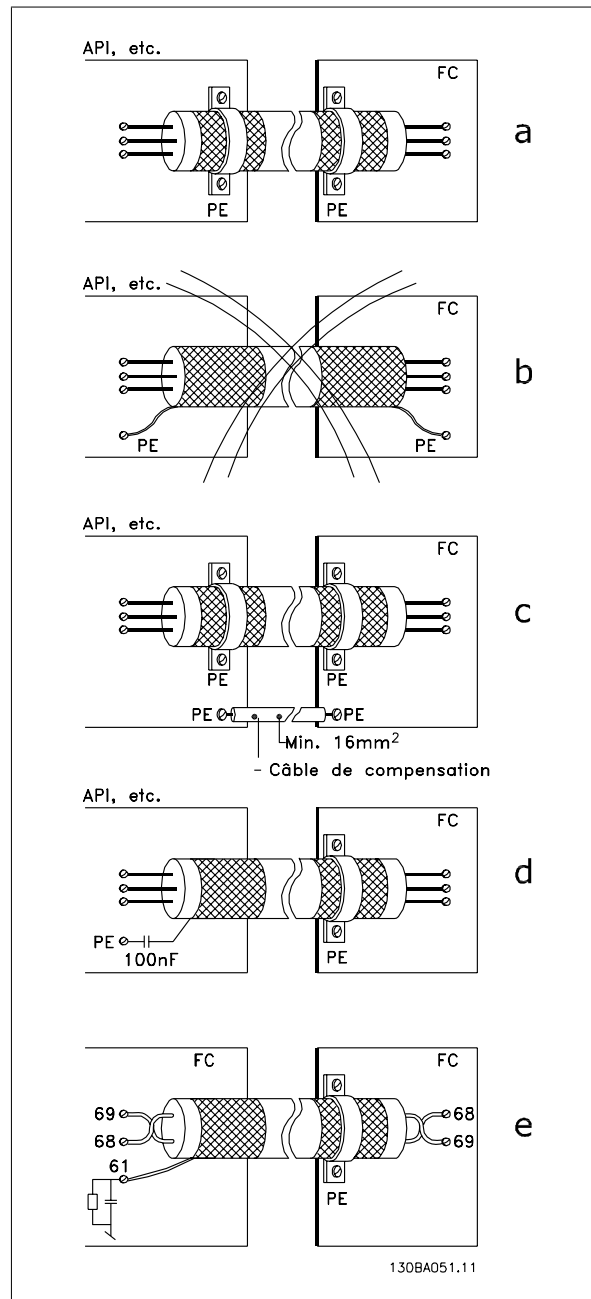 API, etc.
FC
a
PE PE
API, etc.
FC
b
PE PE
API, etc.
FC
c
PE PE
PE PE
Min. 16mm²
- Câble de compensation
API, etc.
FC
d
PE
100nF
PE
FC FC
e
69 68
68 69
61
PE
130BA051.11